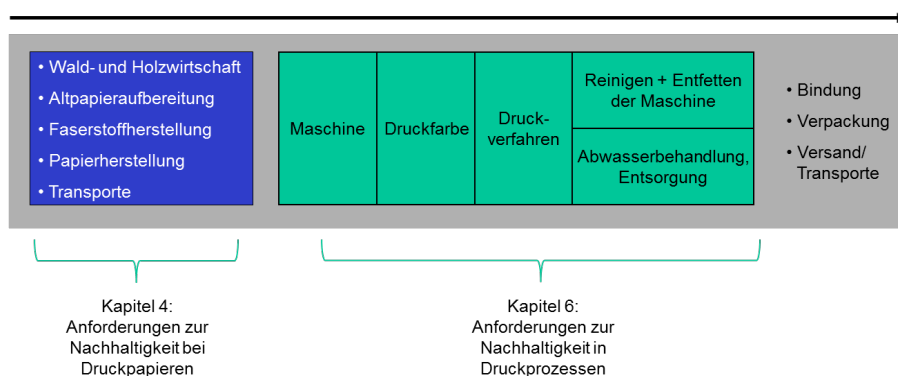 • Wald- und Holzwirtschaft
• Altpapieraufbereitung
• Faserstoffherstellung
• Papierherstellung
• Transporte
Maschine
Druckfarbe
Druck-
verfahren
Reinigen + Entfetten
der Maschine
Abwasserbehandlung,
Entsorgung
• Bindung
• Verpackung
• Versand/
Transporte
Kapitel 4:
Anforderungen zur
Nachhaltigkeit bei
Druckpapieren
Kapitel 6:
Anforderungen zur
Nachhaltigkeit in
Druckprozessen